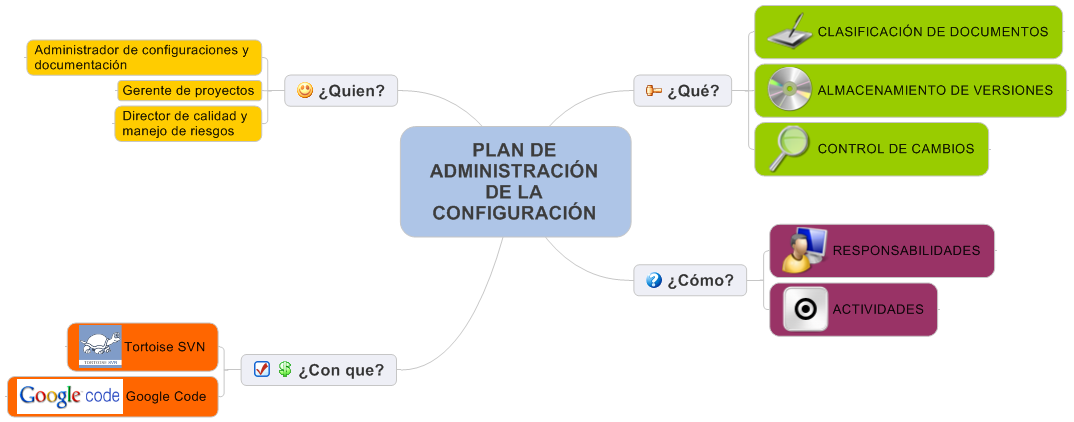 PLAN DE
ADMINISTRACIÓN
DE LA
CONFIGURACIÓN
¿Quien?
Administrador de configuraciones y
documentación
Gerente de proyectos
Director de calidad y
manejo de riesgos
¿Qué?
CLASIFICACIÓN DE DOCUMENTOS
ALMACENAMIENTO DE VERSIONES
CONTROL DE CAMBIOS
¿Cómo?
RESPONSABILIDADES
ACTIVIDADES
¿Con que?
TORTOISE SVN
Tortoise SVN
Google code
Google Code